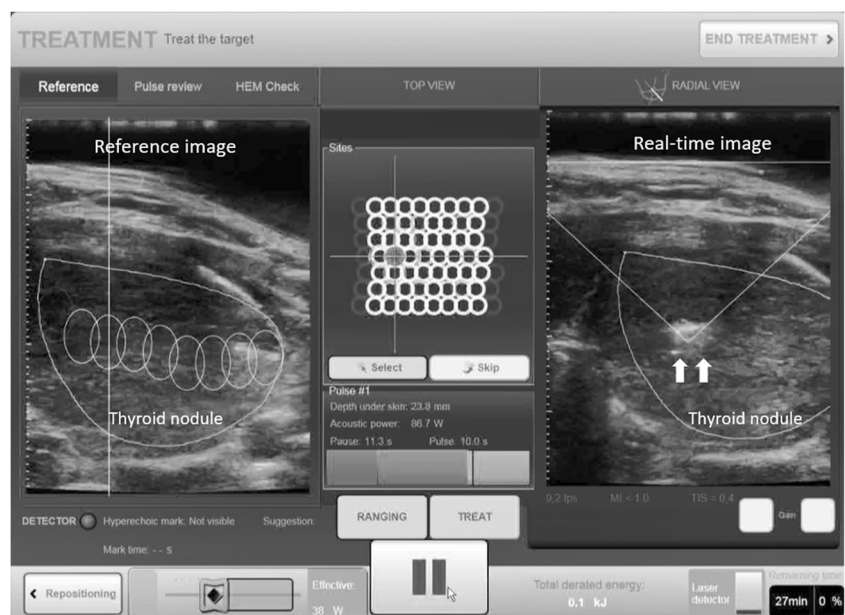 TREATMENT Treat the target
END TREATMENT >
Reference
Pulse review
HEM Check
TOP VIEW
RADIAL VIEW
Reference image
Sites
Real-time image
Select
Skip
Thyroid nodule
Thyroid nodule
Pulse #1
Depth under skin: 23.8 mm
Acoustic power: 86.7 W
Pause: 11.3 s Pulse: 10.0 s
9.2 fps MI < 1.0 TIS = 0.4
DETECTOR Hyperechoic mark: Not visible Suggestion:
Mark time: - - s
RANGING
TREAT
Gain
Repositioning
Effective:
38 W
Total derated energy:
0.1 kJ
Laser
detector
Remaining time
27min 0 %